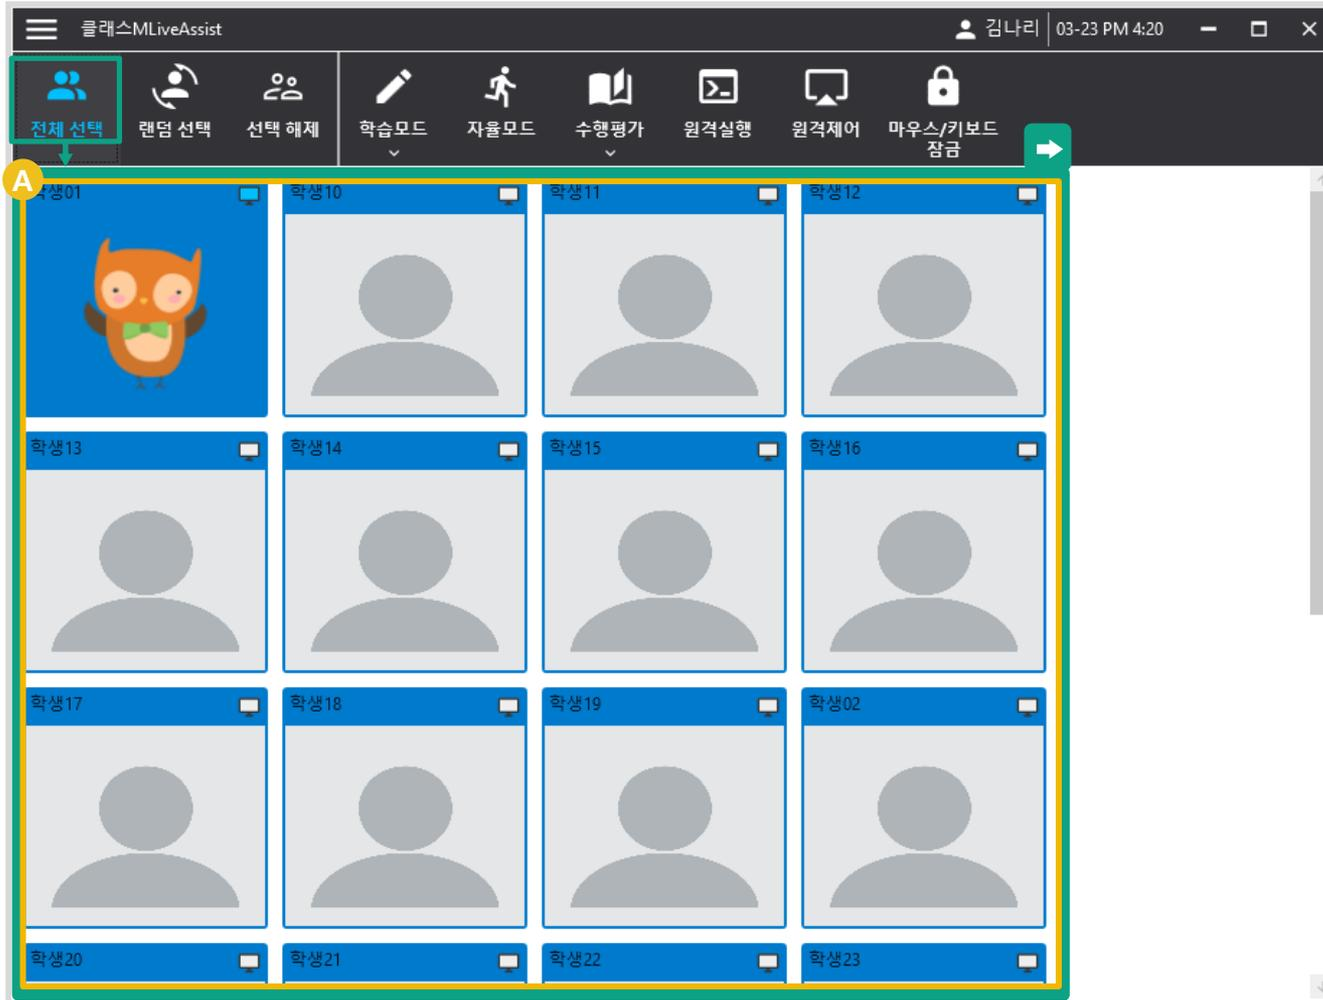 클래스MLiveAssist
김나리
03-23 PM 4:20
전체 선택
랜덤 선택
선택 해제
학습모드
자율모드
수행평가
원격실행
원격제어
마우스/키보드
잠금
A
학생01
학생10
학생11
학생12
학생13
학생14
학생15
학생16
학생17
학생18
학생19
학생02
학생20
학생21
학생22
학생23